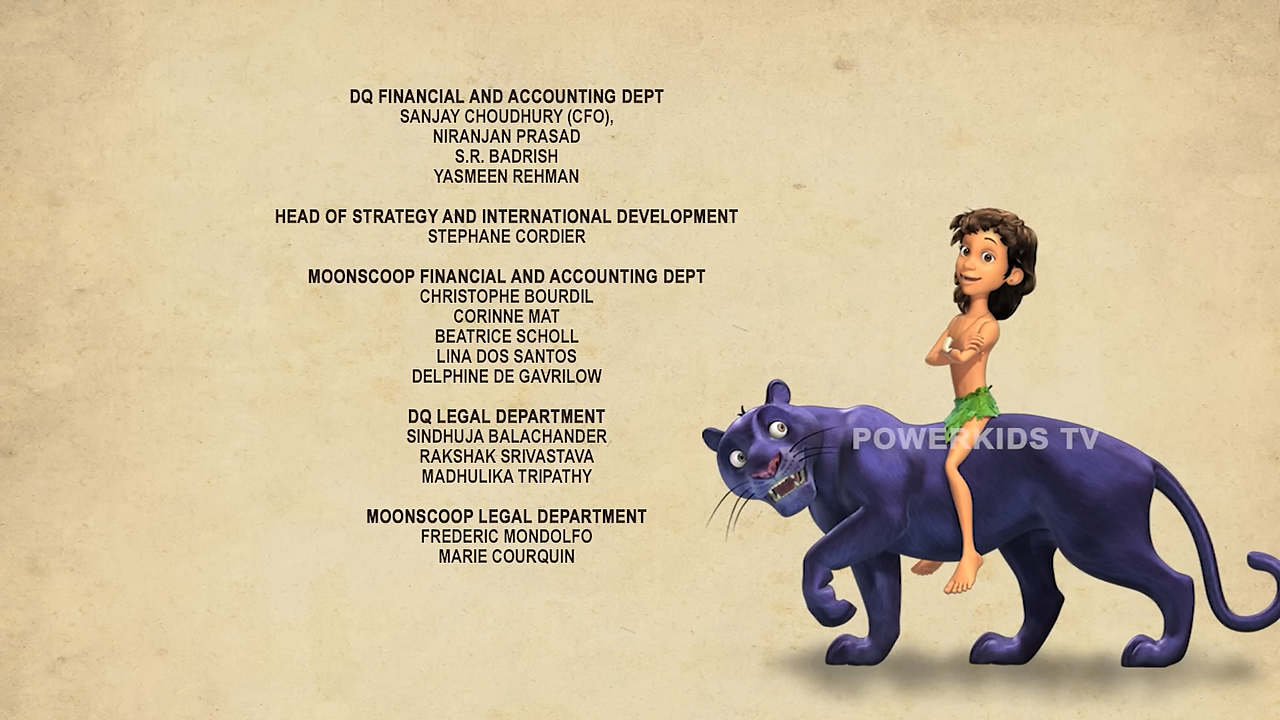 DQ FINANCIAL AND ACCOUNTING DEPT
SANJAY CHOUDHURY (CFO),
NIRANJAN PRASAD
S.R. BADRISH
YASMEEN REHMAN
HEAD OF STRATEGY AND INTERNATIONAL DEVELOPMENT
STEPHANE CORDIER
MOONSCOOP FINANCIAL AND ACCOUNTING DEPT
CHRISTOPHE BOURDIL
CORINNE MAT
BEATRICE SCHOLL
LINA DOS SANTOS
DELPHINE DE GAVRILOW
DQ LEGAL DEPARTMENT
SINDHUJA BALACHANDER
RAKSHAK SRIVASTAVA
MADHULIKA TRIPATHY
MOONSCOOP LEGAL DEPARTMENT
FREDERIC MONDOLFO
MARIE COURQUIN
POWERKIDS TV